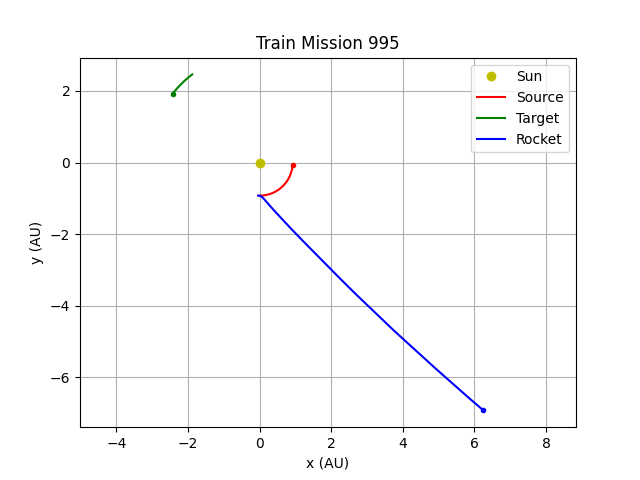 Train Mission 995
Sun
Source
Target
Rocket
2
0
−2
−4
−6
y (AU)
−4
−2
0
2
4
6
8
x (AU)